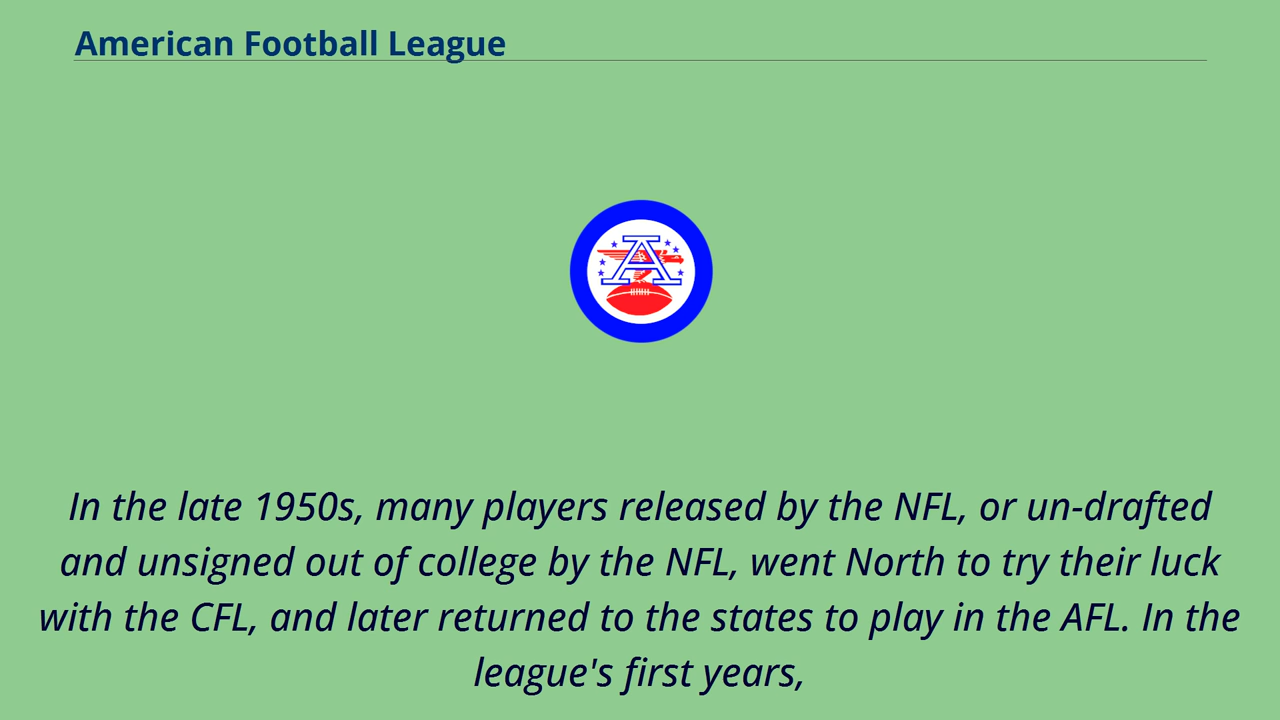 American Football League
A
In the late 1950s, many players released by the NFL, or un-drafted
and unsigned out of college by the NFL, went North to try their luck
with the CFL, and later returned to the states to play in the AFL. In the
league's first years,